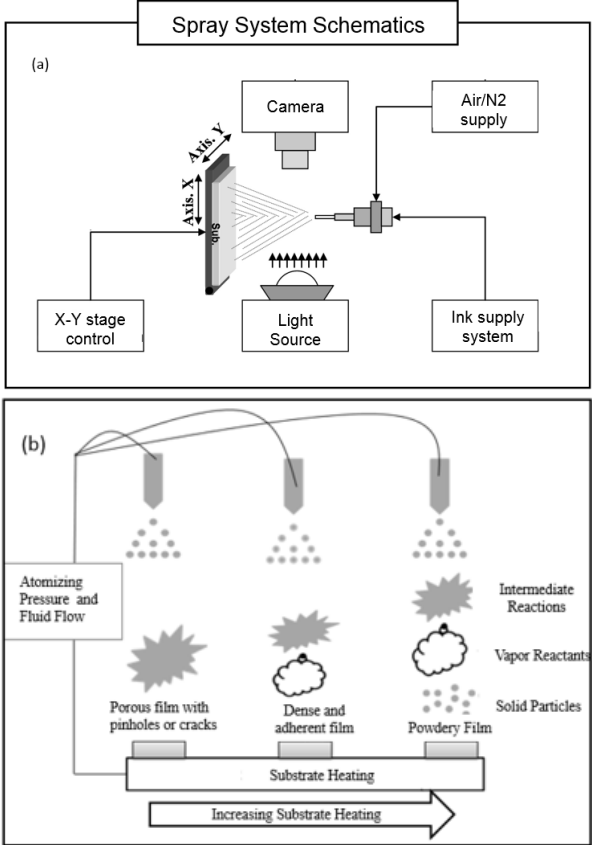 Spray System Schematics
(a)
Camera
Air/N2
supply
Axis. Y
Axis. X
Sub.
X-Y stage
control
Light
Source
Ink supply
system
(b)
Atomizing
Pressure and
Fluid Flow
Intermediate
Reactions
Vapor Reactants
Solid Particles
Porous film with
pinholes or cracks
Dense and
adherent film
Powdery Film
Substrate Heating
Increasing Substrate Heating